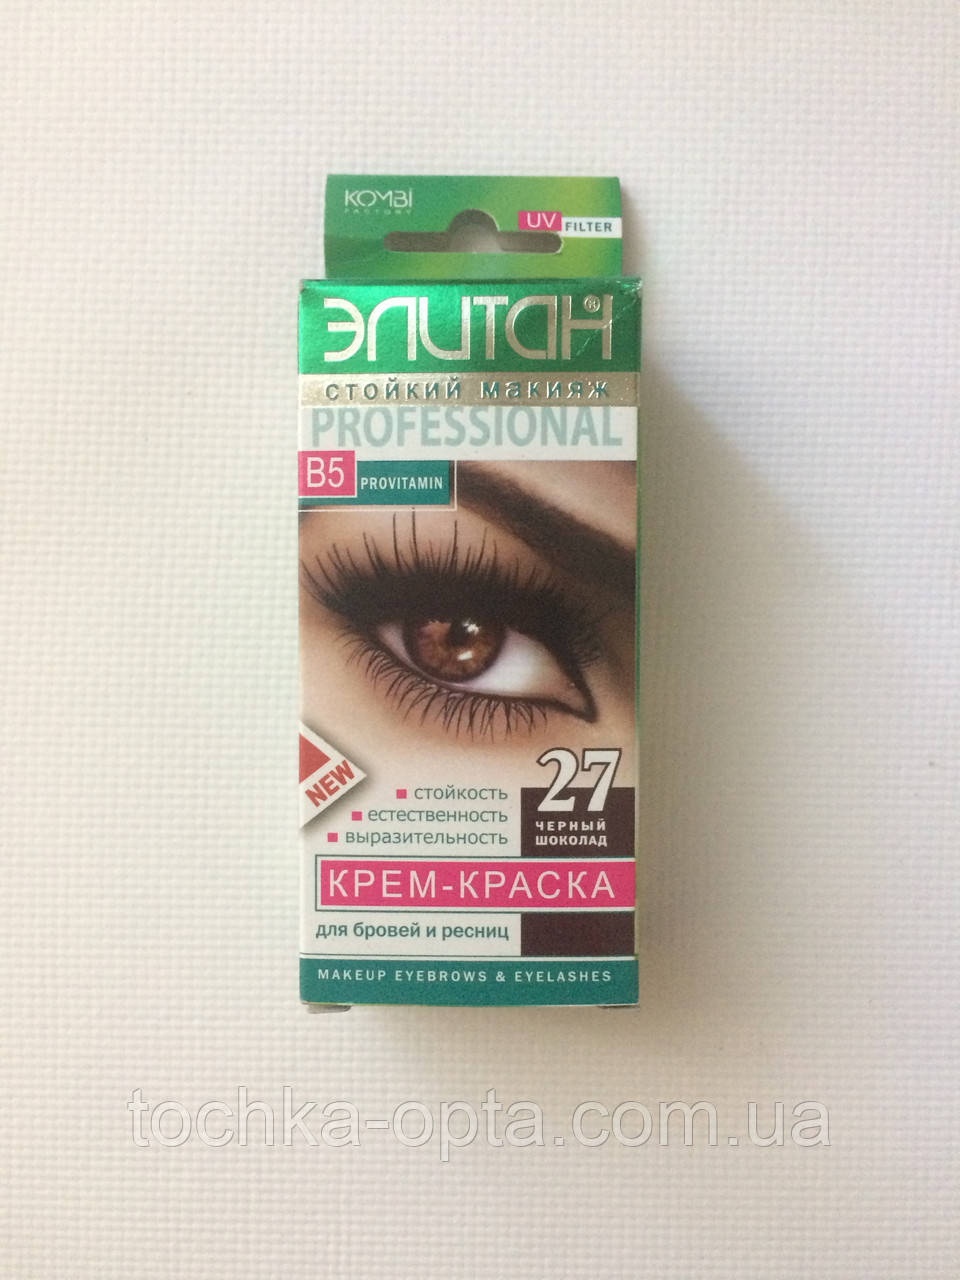 KOMBI
FACTORY
UV FILTER
ЭЛИТАН®
СТОЙКИЙ МАКИЯЖ
PROFESSIONAL
B5 PROVITAMIN
NEW
стойкость
естественность
выразительность
27
ЧЕРНЫЙ
ШОКОЛАД
КРЕМ-КРАСКА
для бровей и ресниц
MAKEUP EYEBROWS & EYELASHES
tochka-opta.com.ua